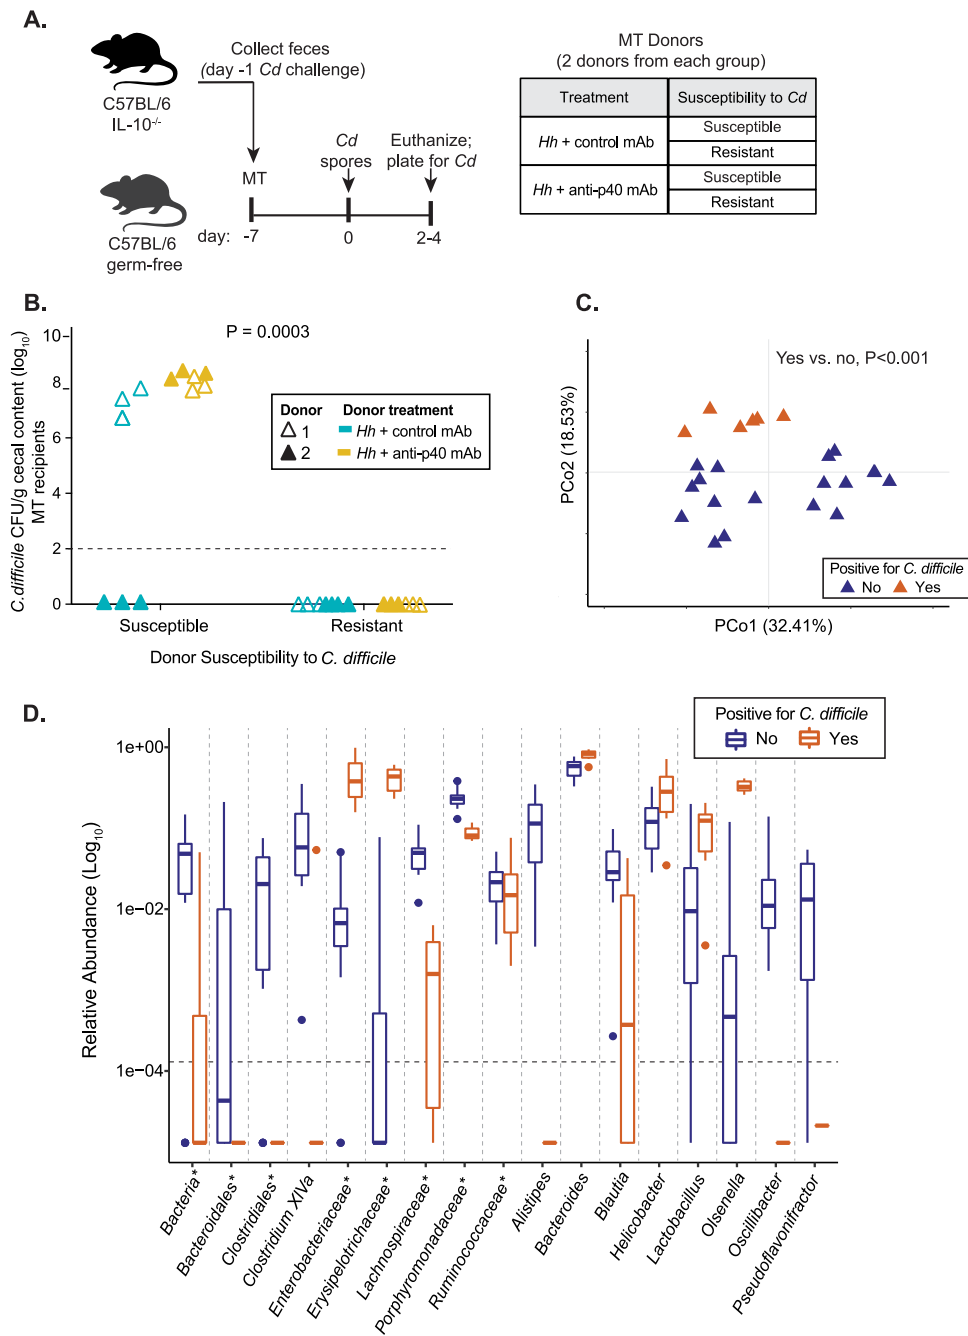 A.
C57BL/6
IL-10-/-
Collect feces
(day -1 Cd challenge)
C57BL/6
germ-free
MT
Cd
spores
Euthanize;
plate for Cd
day:
-7
0
2-4
MT Donors
(2 donors from each group)
Treatment
Susceptibility to Cd
Hh + control mAb
Susceptible
Resistant
Hh + anti-p40 mAb
Susceptible
Resistant
B.
P = 0.0003
C.difficile CFU/g cecal content (log10)
MT recipients
10
8
6
4
2
0
Donor
Donor treatment
1
Hh + control mAb
2
Hh + anti-p40 mAb
Susceptible
Resistant
Donor Susceptibility to C. difficile
C.
Yes vs. no, P<0.001
PCo2 (18.53%)
Positive for C. difficile
No
Yes
PCo1 (32.41%)
D.
Positive for C. difficile
No
Yes
Relative Abundance (Log10)
1e+00
1e−02
1e−04
Bacteria*
Bacteroidales*
Clostridiales*
Clostridium XIVa
Enterobacteriaceae*
Erysipelotrichaceae*
Lachnospiraceae*
Porphyromonadaceae*
Ruminococcaceae*
Alistipes
Bacteroides
Blautia
Helicobacter
Lactobacillus
Olsenella
Oscillibacter
Pseudoflavonifractor